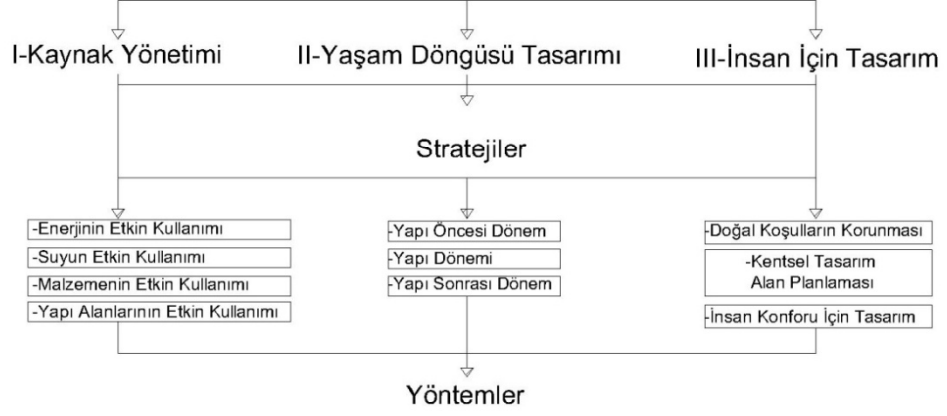 I-Kaynak Yönetimi
II-Yaşam Döngüsü Tasarımı
III-İnsan İçin Tasarım
Stratejiler
-Enerjinin Etkin Kullanımı
-Suyun Etkin Kullanımı
-Malzemenin Etkin Kullanımı
-Yapı Alanlarının Etkin Kullanımı
-Yapı Öncesi Dönem
-Yapı Dönemi
-Yapı Sonrası Dönem
-Doğal Koşulların Korunması
-Kentsel Tasarım
Alan Planlaması
-İnsan Konforu İçin Tasarım
Yöntemler